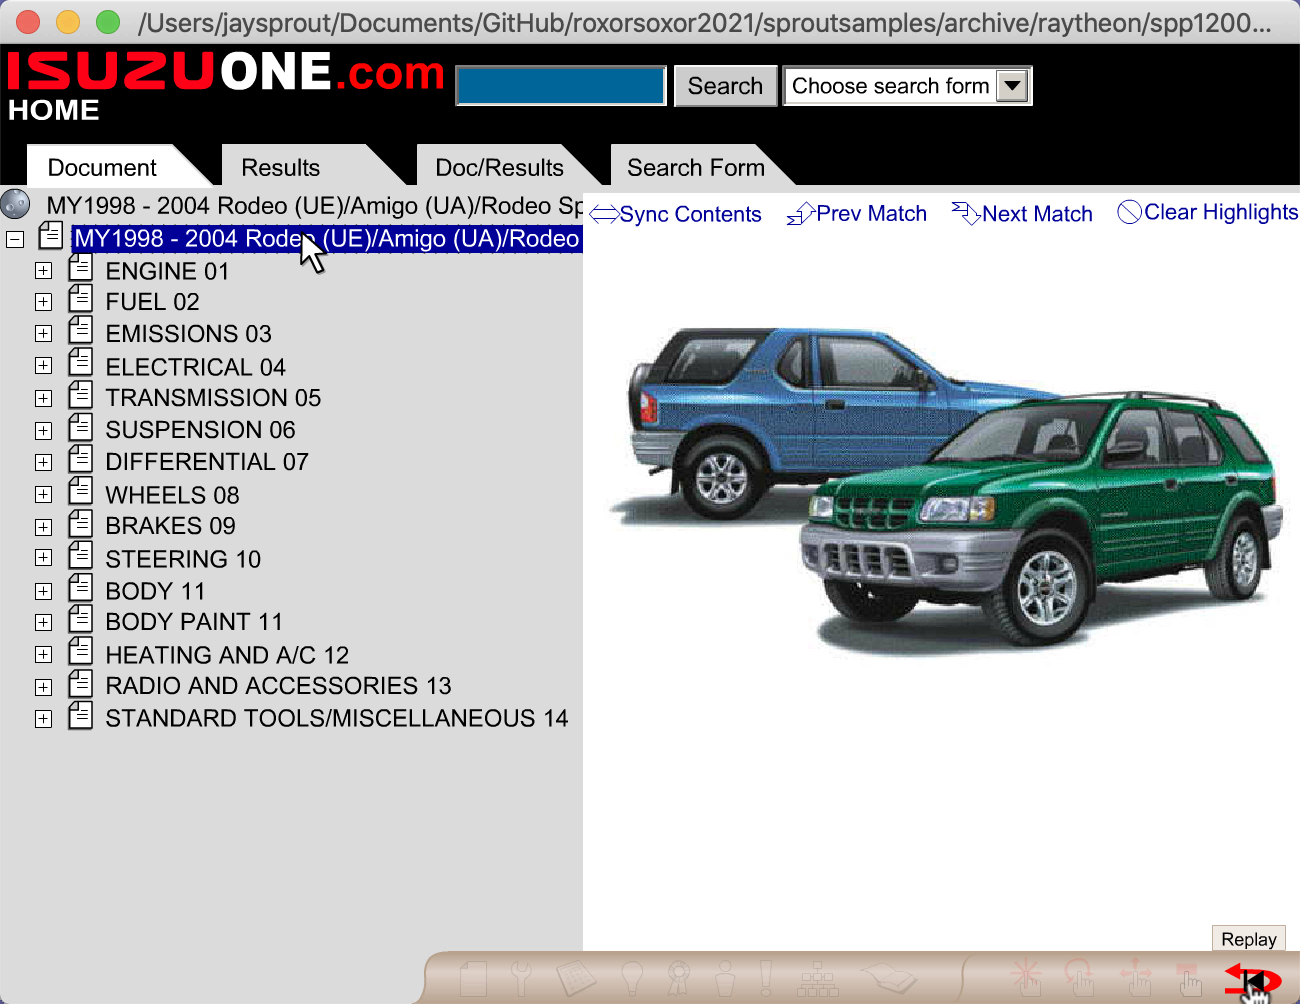 /Users/jaysprout/Documents/GitHub/roxorsoxor2021/sproutsamples/archive/raytheon/spp1200...
ISUZUONE.com
HOME
Search
Choose search form
Document
Results
Doc/Results
Search Form
MY1998 - 2004 Rodeo (UE)/Amigo (UA)/Rodeo Sp
MY1998 - 2004 Rodeo (UE)/Amigo (UA)/Rodeo
ENGINE 01
FUEL 02
EMISSIONS 03
ELECTRICAL 04
TRANSMISSION 05
SUSPENSION 06
DIFFERENTIAL 07
WHEELS 08
BRAKES 09
STEERING 10
BODY 11
BODY PAINT 11
HEATING AND A/C 12
RADIO AND ACCESSORIES 13
STANDARD TOOLS/MISCELLANEOUS 14
Sync Contents
Prev Match
Next Match
Clear Highlights
Replay